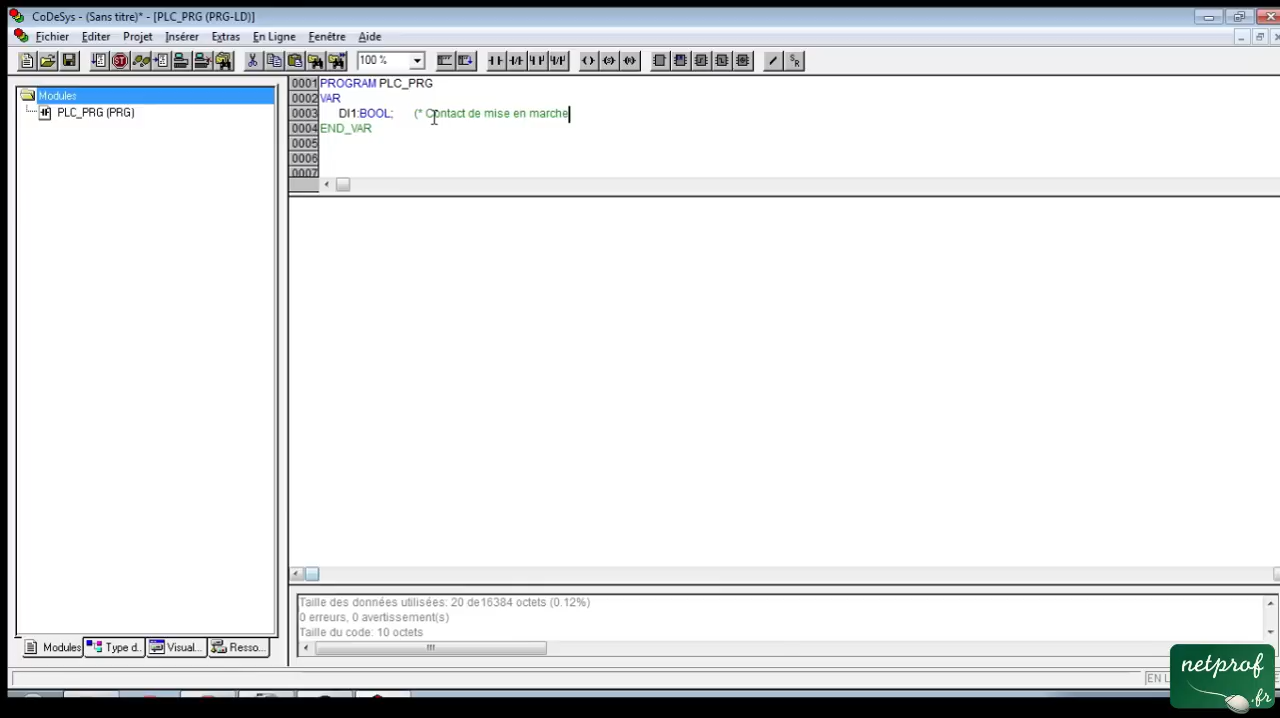 CoDeSys - (Sans titre)* - [PLC_PRG (PRG-LD)]
Fichier Editer Projet Insérer Extras En Ligne Fenêtre Aide
100 %
Modules
PLC_PRG (PRG)
0001 PROGRAM PLC_PRG
0002 VAR
0003 DI1:BOOL; (* Contact de mise en marche
0004 END_VAR
0005
0006
0007
Taille des données utilisées: 20 de16384 octets (0.12%)
0 erreurs, 0 avertissement(s)
Taille du code: 10 octets
Modules Type d.. Visual... Resso...
EN L
netprof
.fr